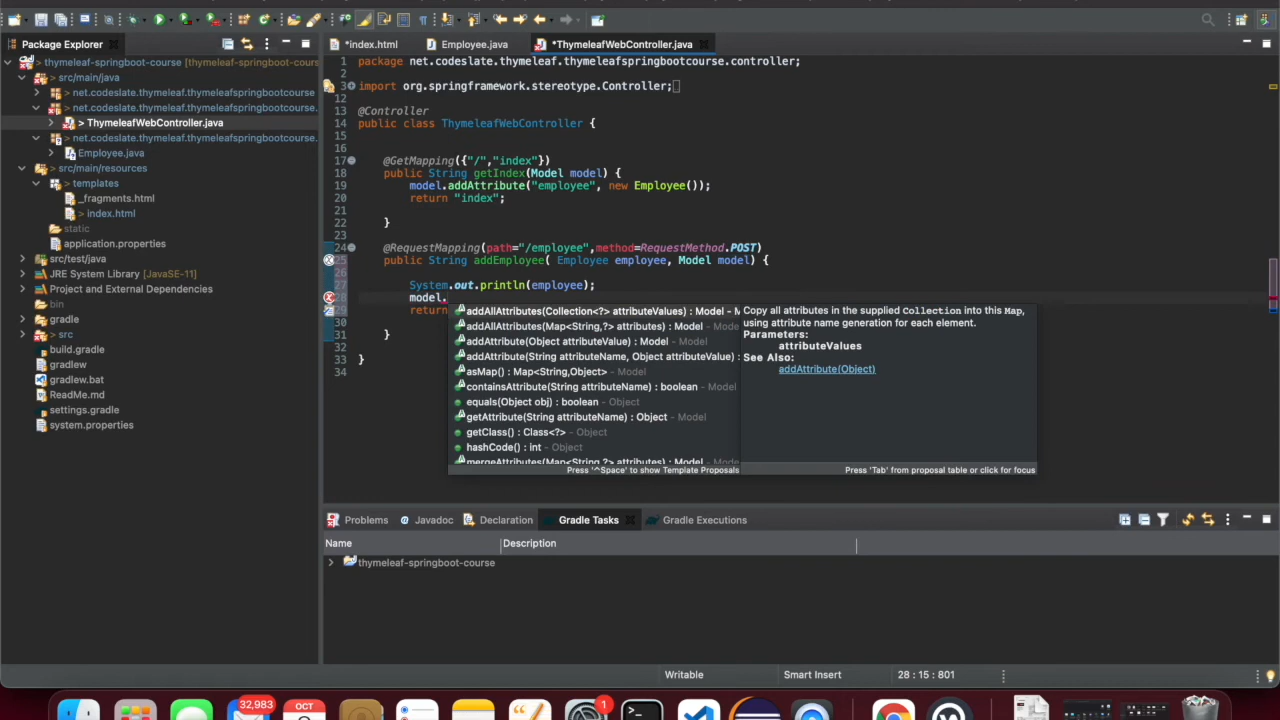 Package Explorer
thymeleaf-springboot-course [thymeleaf-springboot-cours
src/main/java
net.codeslate.thymeleaf.thymeleafspringbootcourse
net.codeslate.thymeleaf.thymeleafspringbootcourse.
> ThymeleafWebController.java
> net.codeslate.thymeleaf.thymeleafspringbootcourse.
Employee.java
> src/main/resources
templates
_fragments.html
> index.html
static
application.properties
src/test/java
JRE System Library [JavaSE-11]
Project and External Dependencies
bin
gradle
> src
build.gradle
gradlew
gradlew.bat
ReadMe.md
settings.gradle
system.properties
*index.html
Employee.java
*ThymeleafWebController.java
1 package net.codeslate.thymeleaf.thymeleafspringbootcourse.controller;
2
3 import org.springframework.stereotype.Controller;
12
13 @Controller
14 public class ThymeleafWebController {
15
16
17 @GetMapping({"/","index"})
18 public String getIndex(Model model) {
19 model.addAttribute("employee", new Employee());
20 return "index";
21
22 }
23
24 @RequestMapping(path="/employee",method=RequestMethod.POST)
25 public String addEmployee( Employee employee, Model model) {
26
27 System.out.println(employee);
28 model.
29 return
30
31 }
32
33 }
34
addAllAttributes(Collection<?> attributeValues) : Model - M
addAllAttributes(Map<String,?> attributes) : Model - Model
addAttribute(Object attributeValue) : Model - Model
addAttribute(String attributeName, Object attributeValue) :
asMap() : Map<String,Object> - Model
containsAttribute(String attributeName) : boolean - Model
equals(Object obj) : boolean - Object
getAttribute(String attributeName) : Object - Model
getClass() : Class<?> - Object
hashCode() : int - Object
mergeAttributes(Map<String,?> attributes) : Model - Model
Press '^Space' to show Template Proposals
Copy all attributes in the supplied Collection into this Map,
using attribute name generation for each element.
Parameters:
attributeValues
See Also:
addAttribute(Object)
Press 'Tab' from proposal table or click for focus
Problems
@ Javadoc
Declaration
Gradle Tasks
Gradle Executions
Name
Description
thymeleaf-springboot-course
Writable
Smart Insert
28 : 15 : 801
32,983
OCT
1